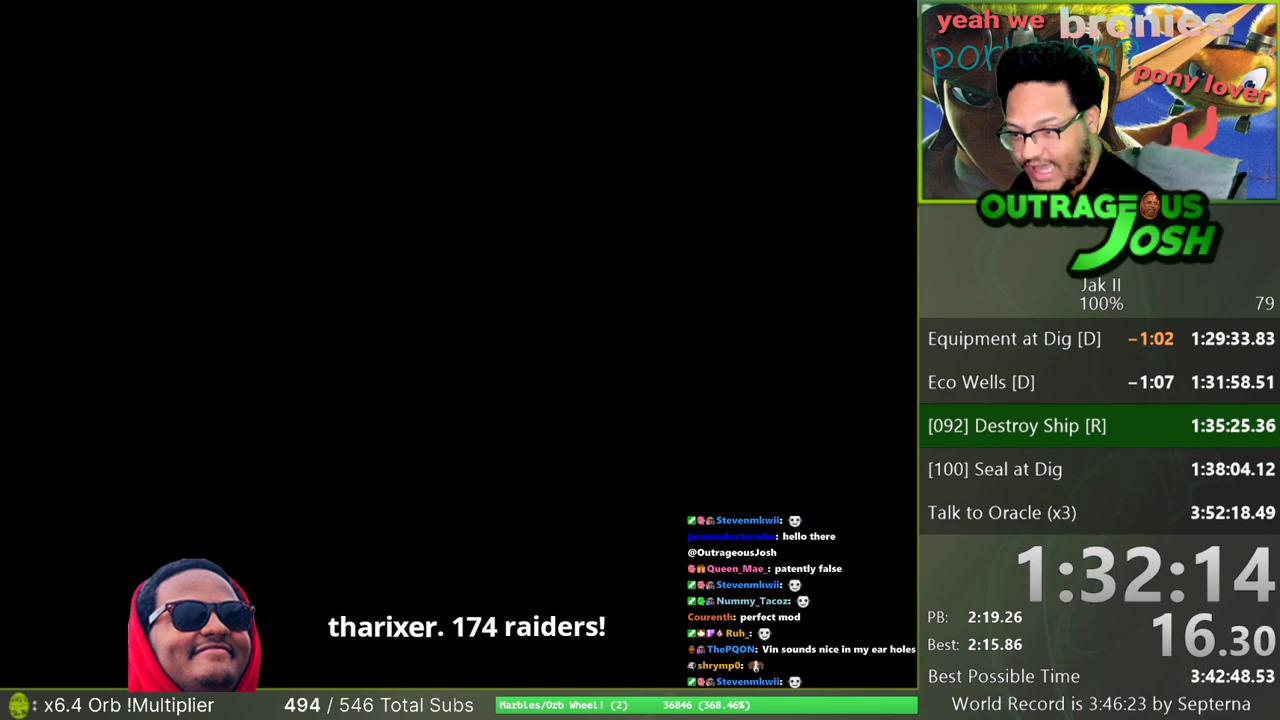 yeah we bronies
pony lover
OUTRAGEOUS
JOSH
Jak II
100% 79
Equipment at Dig [D] −1:02 1:29:33.83
Eco Wells [D] −1:07 1:31:58.51
[092] Destroy Ship [R] 1:35:25.36
[100] Seal at Dig 1:38:04.12
Talk to Oracle (x3) 3:52:18.49
1:32:14
PB: 2:19.26
16.30
Best: 2:15.86
Best Possible Time 3:42:48.53
World Record is 3:46:23 by Septerna
Stevenmkwii:
hello there
@OutrageousJosh
Queen_Mae_: patently false
Stevenmkwii:
Nummy_Tacoz:
Courenth: perfect mod
Ruh_:
ThePQON: Vin sounds nice in my ear holes
shrymp0:
Stevenmkwii:
tharixer. 174 raiders!
: x6.4 Orb !Multiplier 494 / 546 Total Subs Marbles/Orb Wheel! (2) 36846 (368.46%)